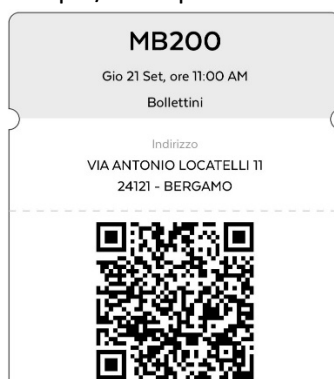 MB200
Gio 21 Set, ore 11:00 AM
Bollettini
Indirizzo
VIA ANTONIO LOCATELLI 11
24121 - BERGAMO